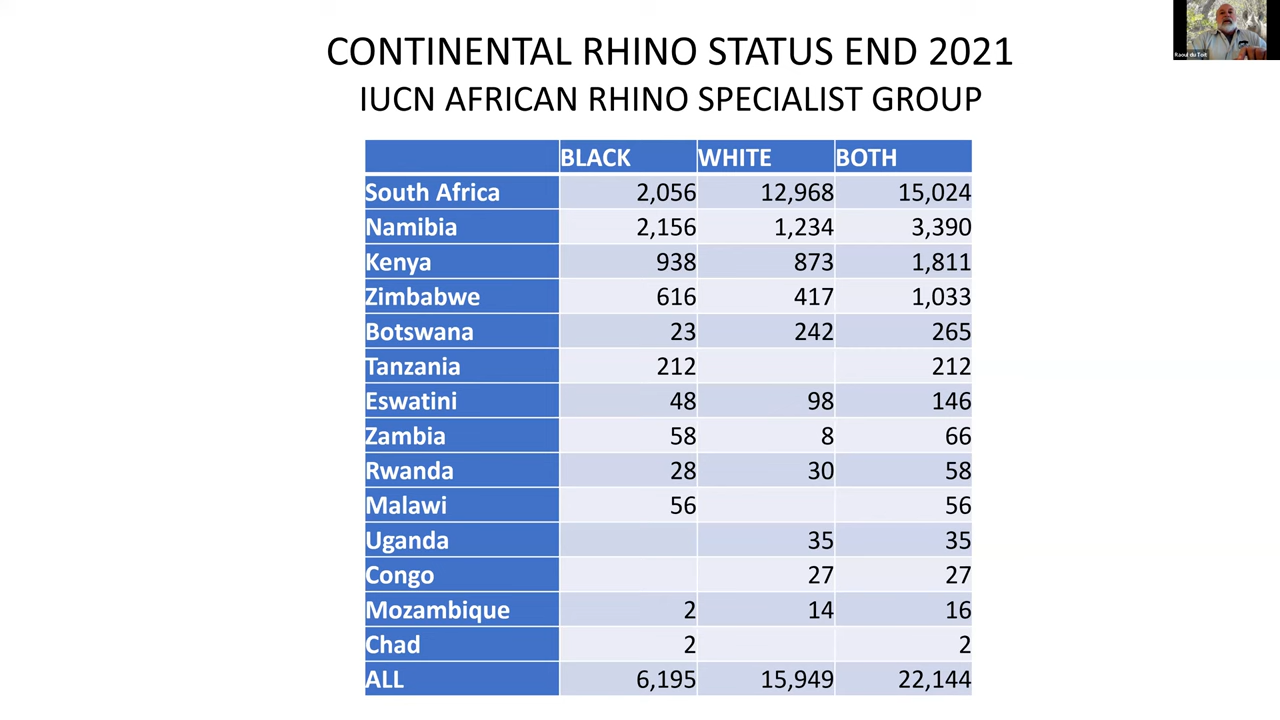 CONTINENTAL RHINO STATUS END 2021
IUCN AFRICAN RHINO SPECIALIST GROUP
BLACK WHITE BOTH
South Africa 2,056 12,968 15,024
Namibia 2,156 1,234 3,390
Kenya 938 873 1,811
Zimbabwe 616 417 1,033
Botswana 23 242 265
Tanzania 212 212
Eswatini 48 98 146
Zambia 58 8 66
Rwanda 28 30 58
Malawi 56 56
Uganda 35 35
Congo 27 27
Mozambique 2 14 16
Chad 2 2
ALL 6,195 15,949 22,144
Raoul du Toit